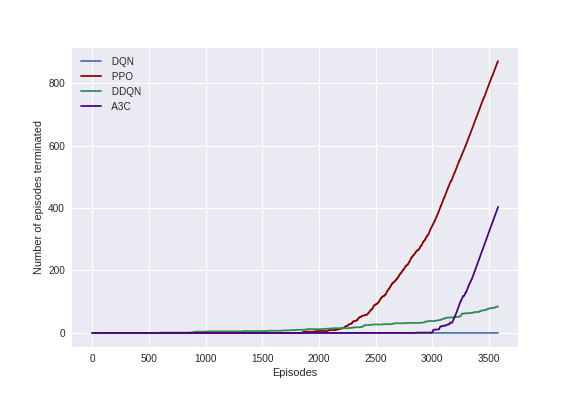 DQN
PPO
DDQN
A3C
Number of episodes terminated
800
600
400
200
0
0 500 1000 1500 2000 2500 3000 3500
Episodes